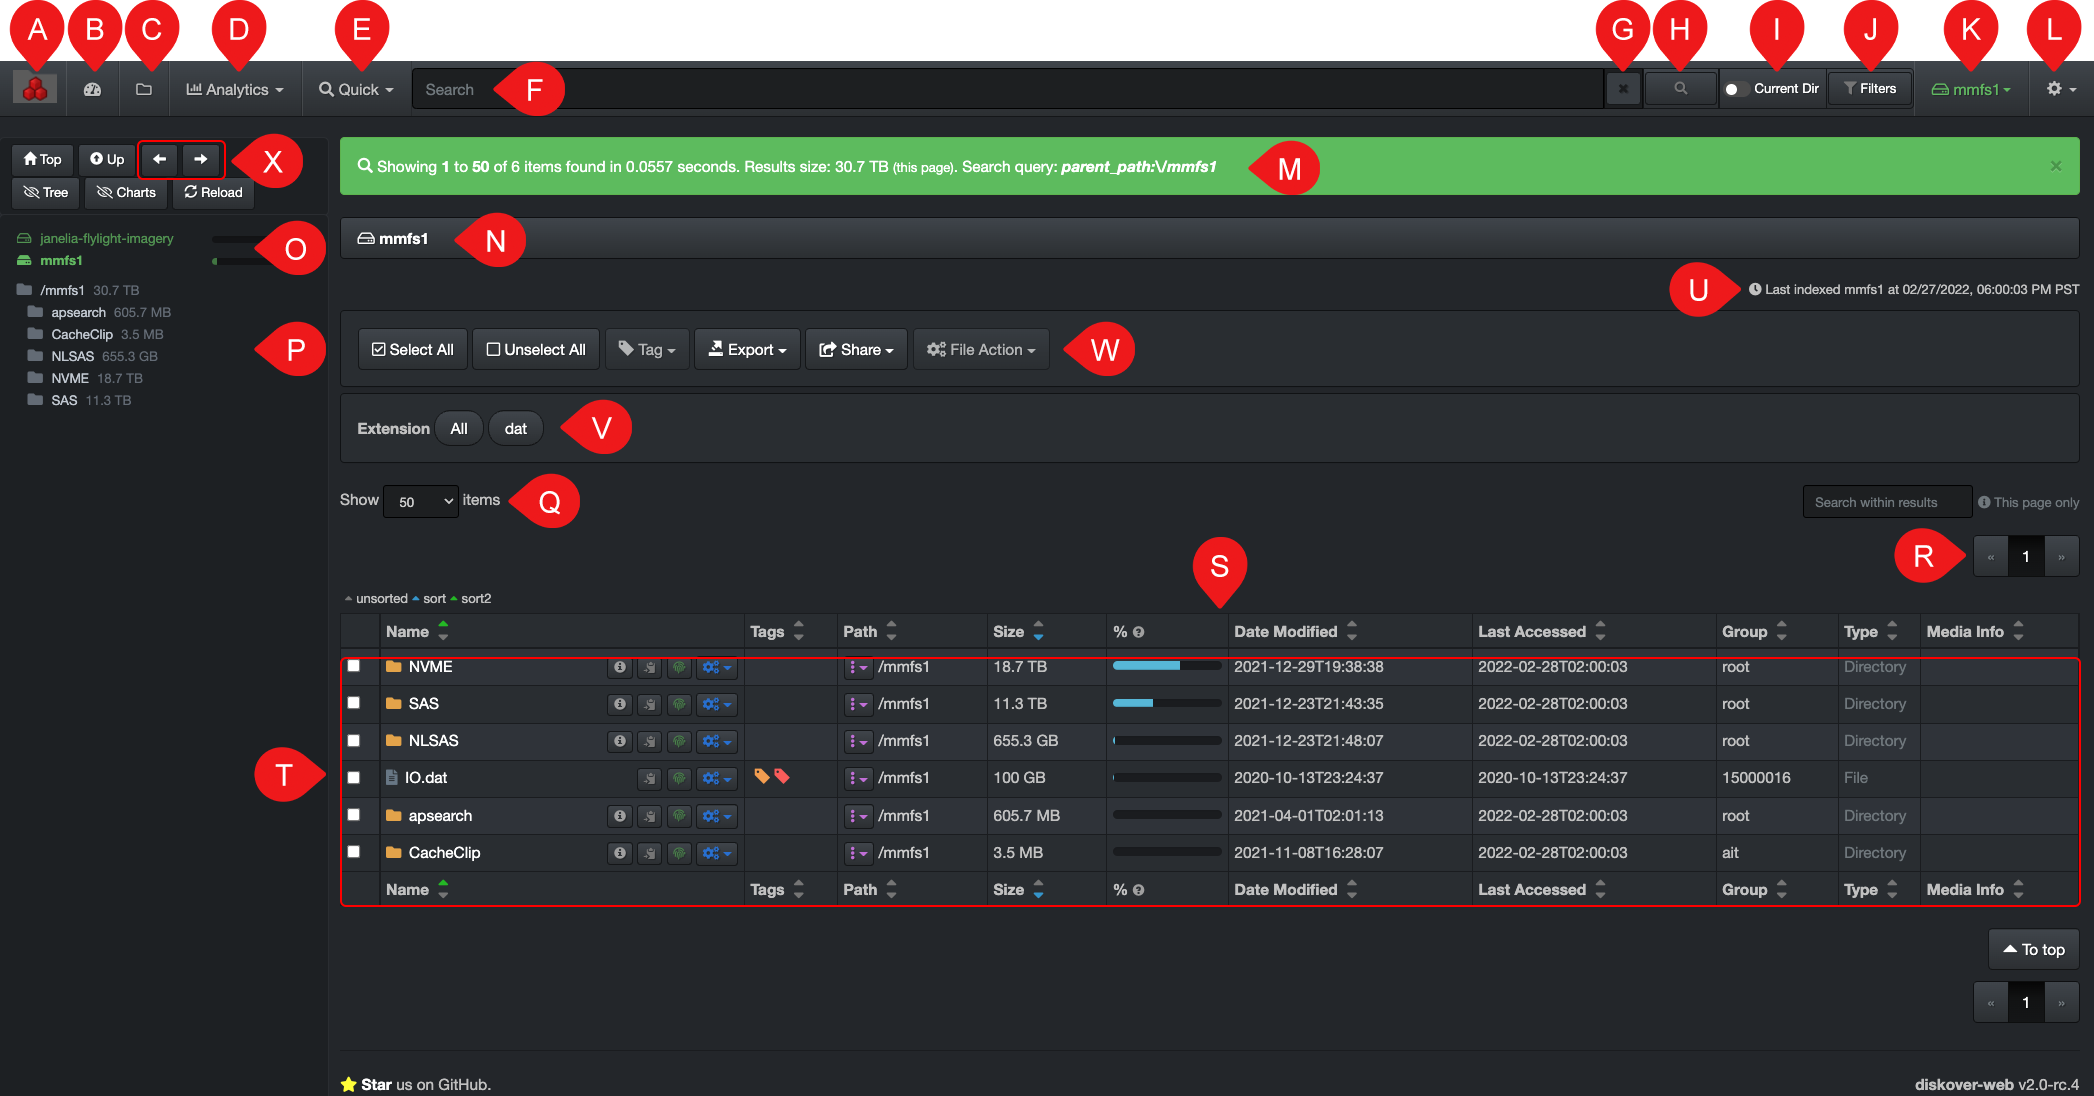 A B C D E G H I J K L
Analytics Quick Search F Current Dir Filters mmfs1
Top Up X
Tree Charts Reload
Showing 1 to 50 of 6 items found in 0.0557 seconds. Results size: 30.7 TB (this page). Search query: parent_path:\/mmfs1 M ×
janelia-flylight-imagery
mmfs1
O
mmfs1 N
/mmfs1 30.7 TB
apsearch 605.7 MB
CacheClip 3.5 MB
NLSAS 655.3 GB
NVME 18.7 TB
SAS 11.3 TB
P
U Last indexed mmfs1 at 02/27/2022, 06:00:03 PM PST
Select All Unselect All Tag Export Share File Action W
Extension All dat V
Show 50 items Q
Search within results This page only
R « 1 »
S
unsorted sort sort2
Name Tags Path Size % Date Modified Last Accessed Group Type Media Info
NVME /mmfs1 18.7 TB 2021-12-29T19:38:38 2022-02-28T02:00:03 root Directory
SAS /mmfs1 11.3 TB 2021-12-23T21:43:35 2022-02-28T02:00:03 root Directory
NLSAS /mmfs1 655.3 GB 2021-12-23T21:48:07 2022-02-28T02:00:03 root Directory
T
IO.dat /mmfs1 100 GB 2020-10-13T23:24:37 2020-10-13T23:24:37 15000016 File
apsearch /mmfs1 605.7 MB 2021-04-01T02:01:13 2022-02-28T02:00:03 root Directory
CacheClip /mmfs1 3.5 MB 2021-11-08T16:28:07 2022-02-28T02:00:03 ait Directory
Name Tags Path Size % Date Modified Last Accessed Group Type Media Info
To top
« 1 »
Star us on GitHub.
diskover-web v2.0-rc.4